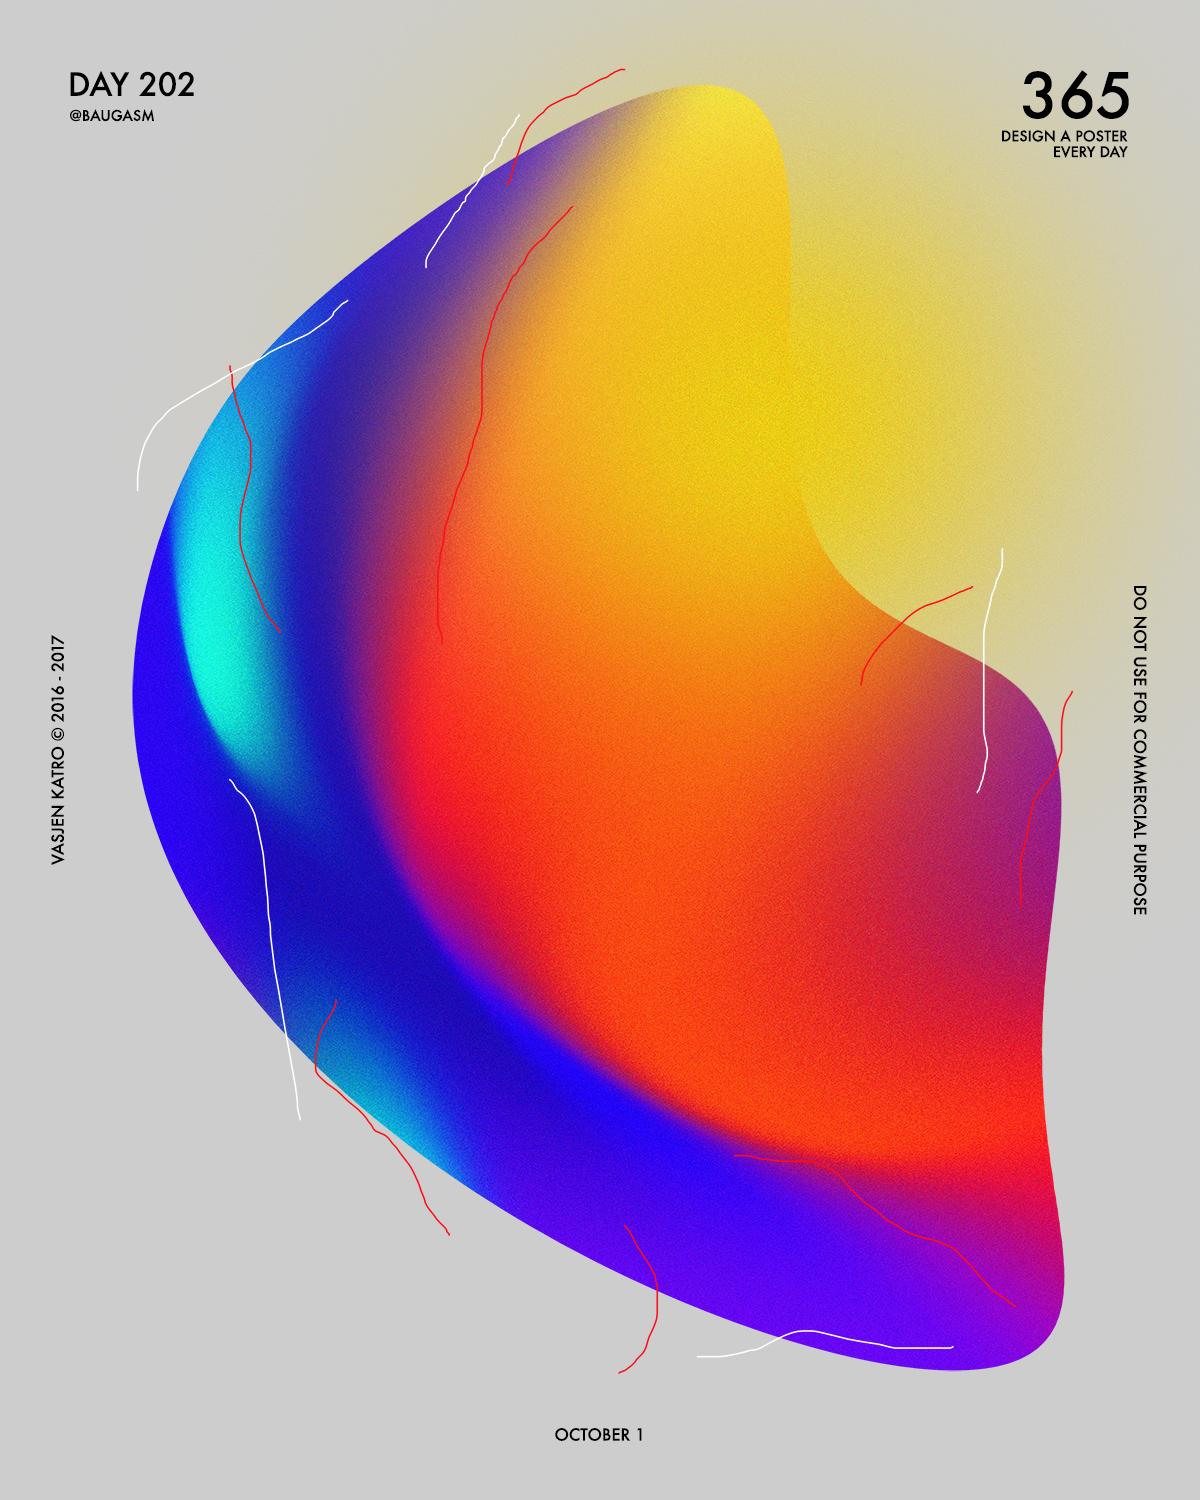 DAY 202
@BAUGASM
365
DESIGN A POSTER
EVERY DAY
VASJEN KATRO © 2016 - 2017
DO NOT USE FOR COMMERCIAL PURPOSE
OCTOBER 1